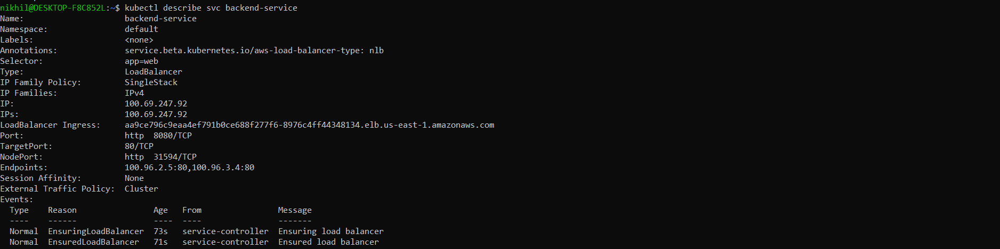 nikhil@DESKTOP-F8C852L:~$ kubectl describe svc backend-service
Name:                     backend-service
Namespace:                default
Labels:                   <none>
Annotations:              service.beta.kubernetes.io/aws-load-balancer-type: nlb
Selector:                 app=web
Type:                     LoadBalancer
IP Family Policy:         SingleStack
IP Families:              IPv4
IP:                       100.69.247.92
IPs:                      100.69.247.92
LoadBalancer Ingress:     aa9ce796c9eaa4ef791b0ce688f277f6-8976c4ff44348134.elb.us-east-1.amazonaws.com
Port:                     http  8080/TCP
TargetPort:               80/TCP
NodePort:                 http  31594/TCP
Endpoints:                100.96.2.5:80,100.96.3.4:80
Session Affinity:         None
External Traffic Policy:  Cluster
Events:
  Type    Reason                Age   From                Message
  ----    ------                ----  ----                -------
  Normal  EnsuringLoadBalancer  73s   service-controller  Ensuring load balancer
  Normal  EnsuredLoadBalancer   71s   service-controller  Ensured load balancer